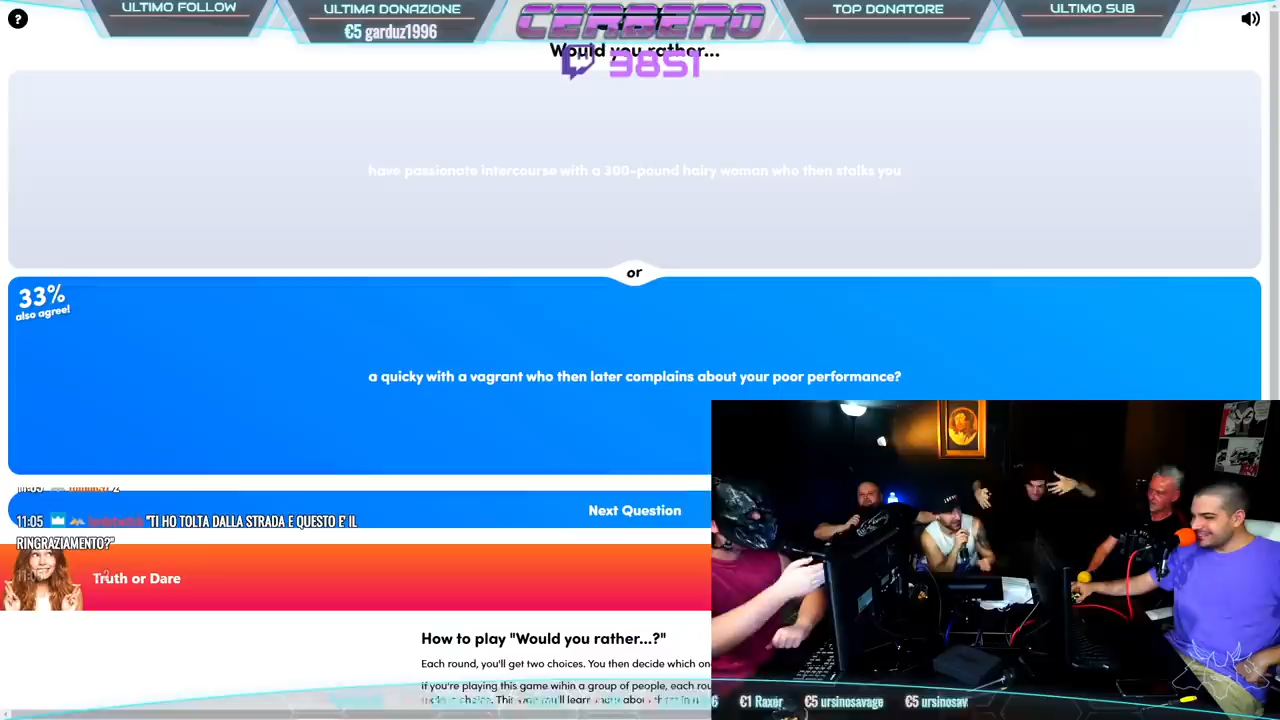 ULTIMO FOLLOW
ULTIMA DONAZIONE
€5 garduz1996
CERBERO
TOP DONATORE
ULTIMO SUB
Would you rather...
3851
have passionate intercourse with a 300-pound hairy woman who then stalks you
or
33%
also agree!
a quicky with a vagrant who then later complains about your poor performance?
Next Question
11:05 "TI HO TOLTA DALLA STRADA E QUESTO E' IL
RINGRAZIAMENTO?"
Truth or Dare
How to play "Would you rather...?"
Each round, you'll get two choices. You then decide which
If you're playing this game wihin a group of people, each
€1 Raxor €5 ursinosavage €5 ursinosav